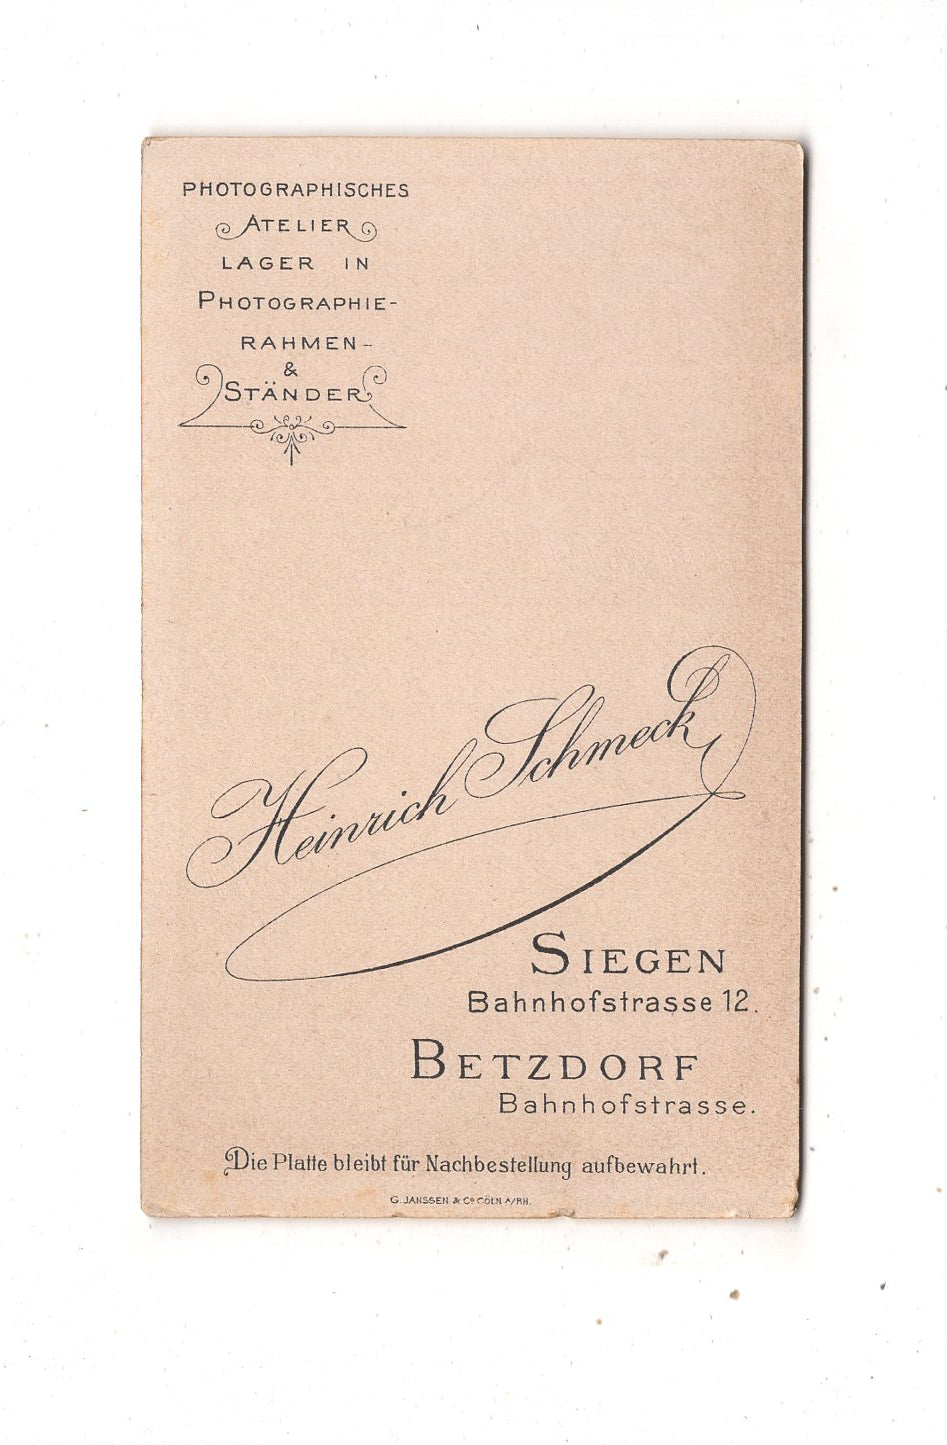 PHOTOGRAPHISCHES
ATELIER
LAGER IN
PHOTOGRAPHIE-
RAHMEN-
&
STÄNDER
Heinrich Schmeck
SIEGEN
Bahnhofstrasse 12.
BETZDORF
Bahnhofstrasse.
Die Platte bleibt für Nachbestellung aufbewahrt.
G. JANSSEN & Co CÖLN A/RH.